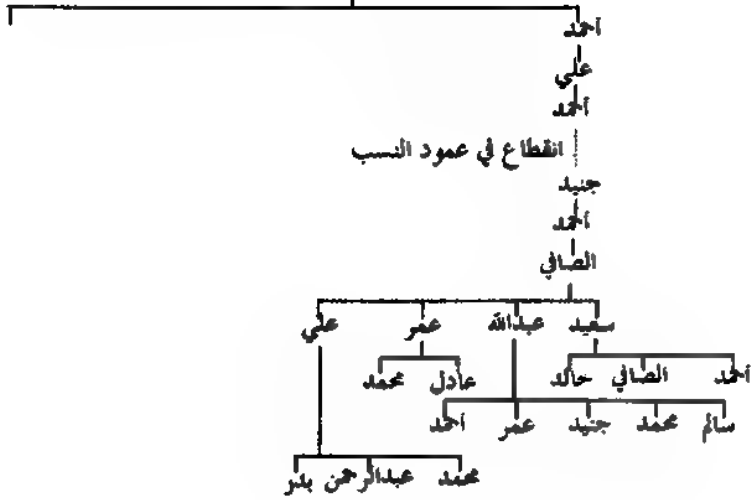 أحمد
علي
أحمد
انقطاع في عمود النسب
جنيد
أحمد
الصافي
سعيد عبدالله عمر علي
أحمد الصافي خالد عادل محمد
سالم محمد جنيد عمر أحمد
محمد عبدالرحمن بدر